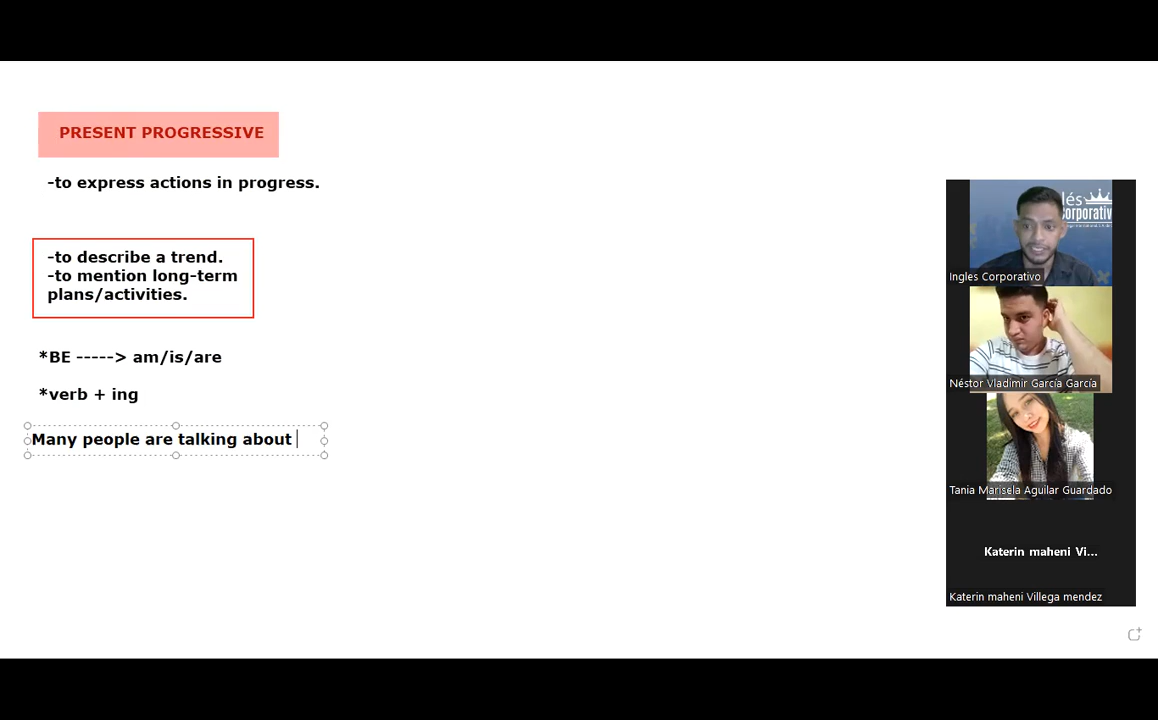 PRESENT PROGRESSIVE
-to express actions in progress.
-to describe a trend.
-to mention long-term
plans/activities.
*BE -----> am/is/are
*verb + ing
Many people are talking about
lés
orporativ
Ingles Corporativo
Néstor Vladimir García García
Tania Marisela Aguilar Guardado
Katerin maheni Vi...
Katerin maheni Villega mendez